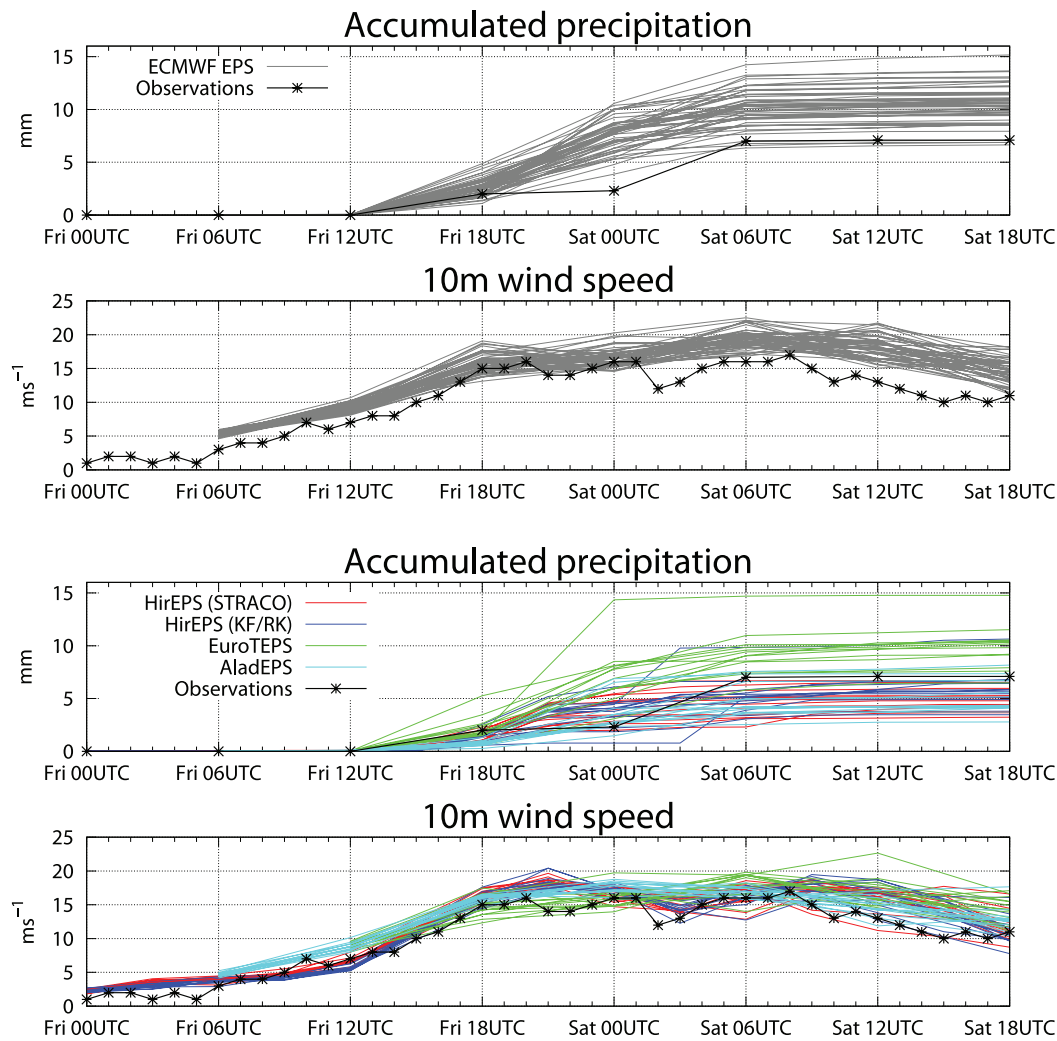 Accumulated precipitation
15
ECMWF EPS
Observations
10
mm
5
0
Fri 00UTC Fri 06UTC Fri 12UTC Fri 18UTC Sat 00UTC Sat 06UTC Sat 12UTC Sat 18UTC
10m wind speed
25
20
15
ms⁻¹
10
5
0
Fri 00UTC Fri 06UTC Fri 12UTC Fri 18UTC Sat 00UTC Sat 06UTC Sat 12UTC Sat 18UTC
Accumulated precipitation
15
HirEPS (STRACO)
HirEPS (KF/RK)
EuroTEPS
AladEPS
Observations
10
mm
5
0
Fri 00UTC Fri 06UTC Fri 12UTC Fri 18UTC Sat 00UTC Sat 06UTC Sat 12UTC Sat 18UTC
10m wind speed
25
20
15
ms⁻¹
10
5
0
Fri 00UTC Fri 06UTC Fri 12UTC Fri 18UTC Sat 00UTC Sat 06UTC Sat 12UTC Sat 18UTC